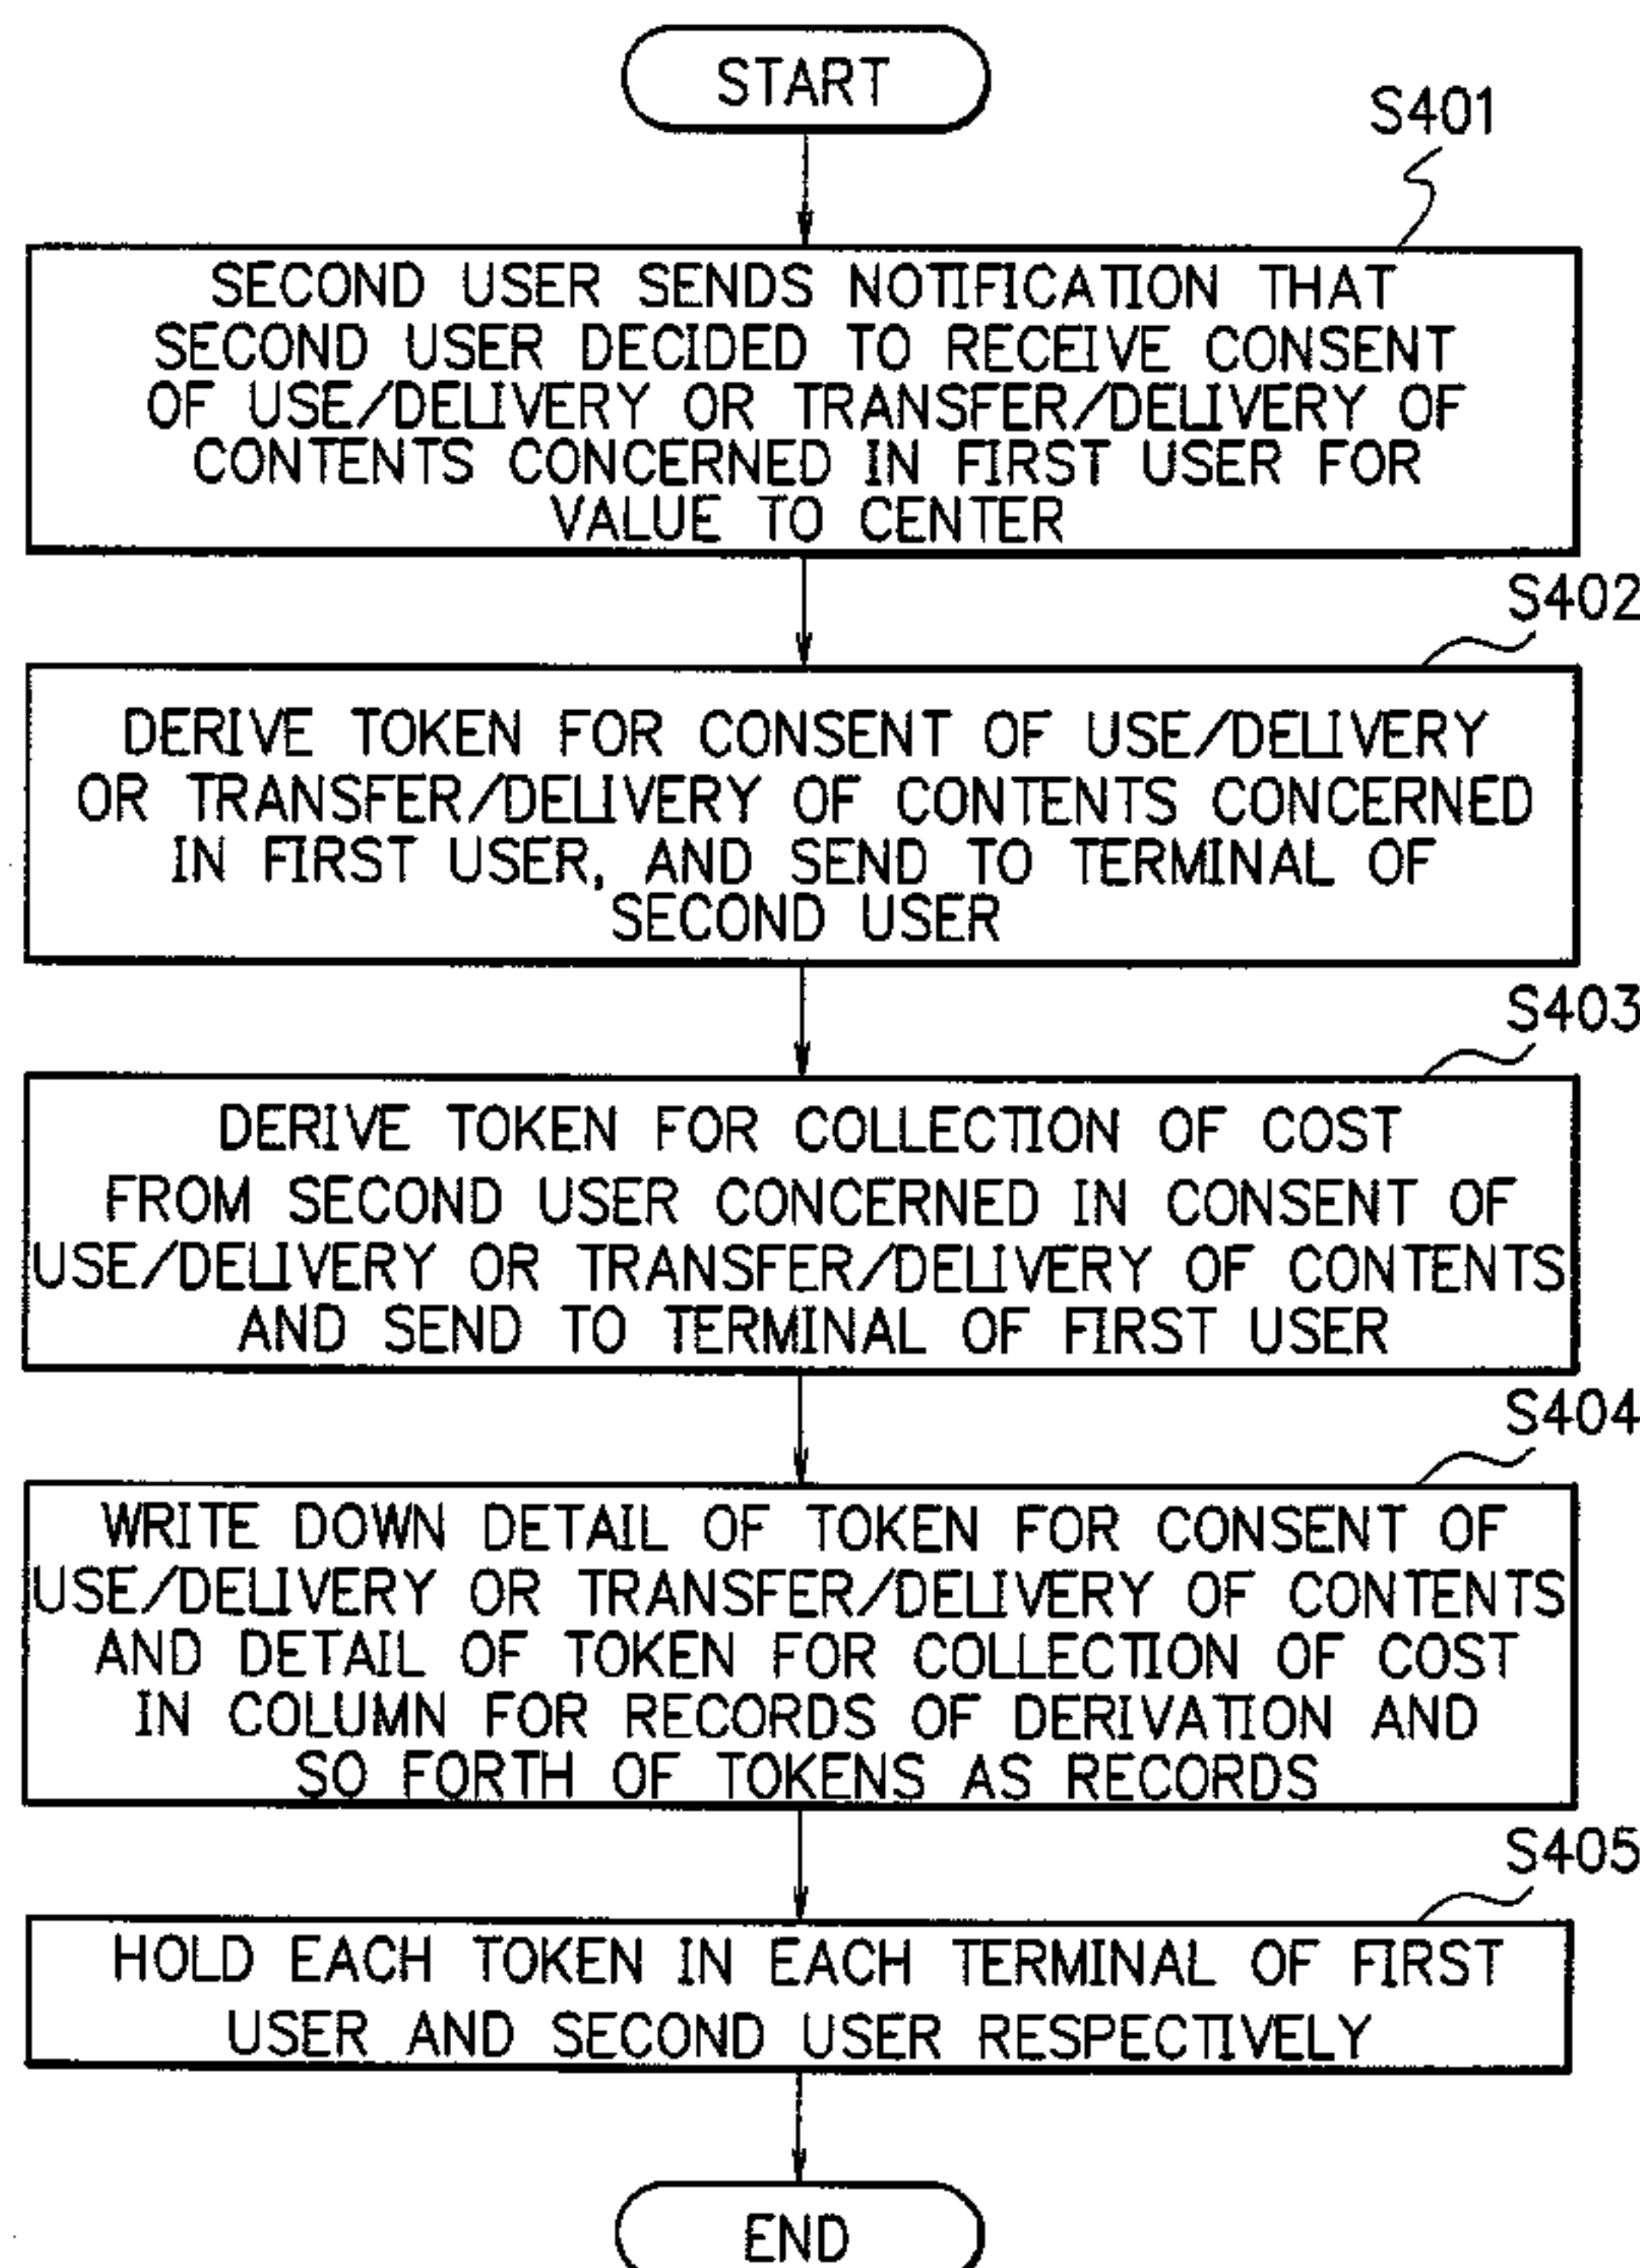 START
S401
SECOND USER SENDS NOTIFICATION THAT
SECOND USER DECIDED TO RECEIVE CONSENT
OF USE/DELIVERY OR TRANSFER/DELIVERY OF
CONTENTS CONCERNED IN FIRST USER FOR
VALUE TO CENTER
S402
DERIVE TOKEN FOR CONSENT OF USE/DELIVERY
OR TRANSFER/DELIVERY OF CONTENTS CONCERNED
IN FIRST USER, AND SEND TO TERMINAL OF
SECOND USER
S403
DERIVE TOKEN FOR COLLECTION OF COST
FROM SECOND USER CONCERNED IN CONSENT OF
USE/DELIVERY OR TRANSFER/DELIVERY OF CONTENTS
AND SEND TO TERMINAL OF FIRST USER
S404
WRITE DOWN DETAIL OF TOKEN FOR CONSENT OF
USE/DELIVERY OR TRANSFER/DELIVERY OF CONTENTS
AND DETAIL OF TOKEN FOR COLLECTION OF COST
IN COLUMN FOR RECORDS OF DERIVATION AND
SO FORTH OF TOKENS AS RECORDS
S405
HOLD EACH TOKEN IN EACH TERMINAL OF FIRST
USER AND SECOND USER RESPECTIVELY
END